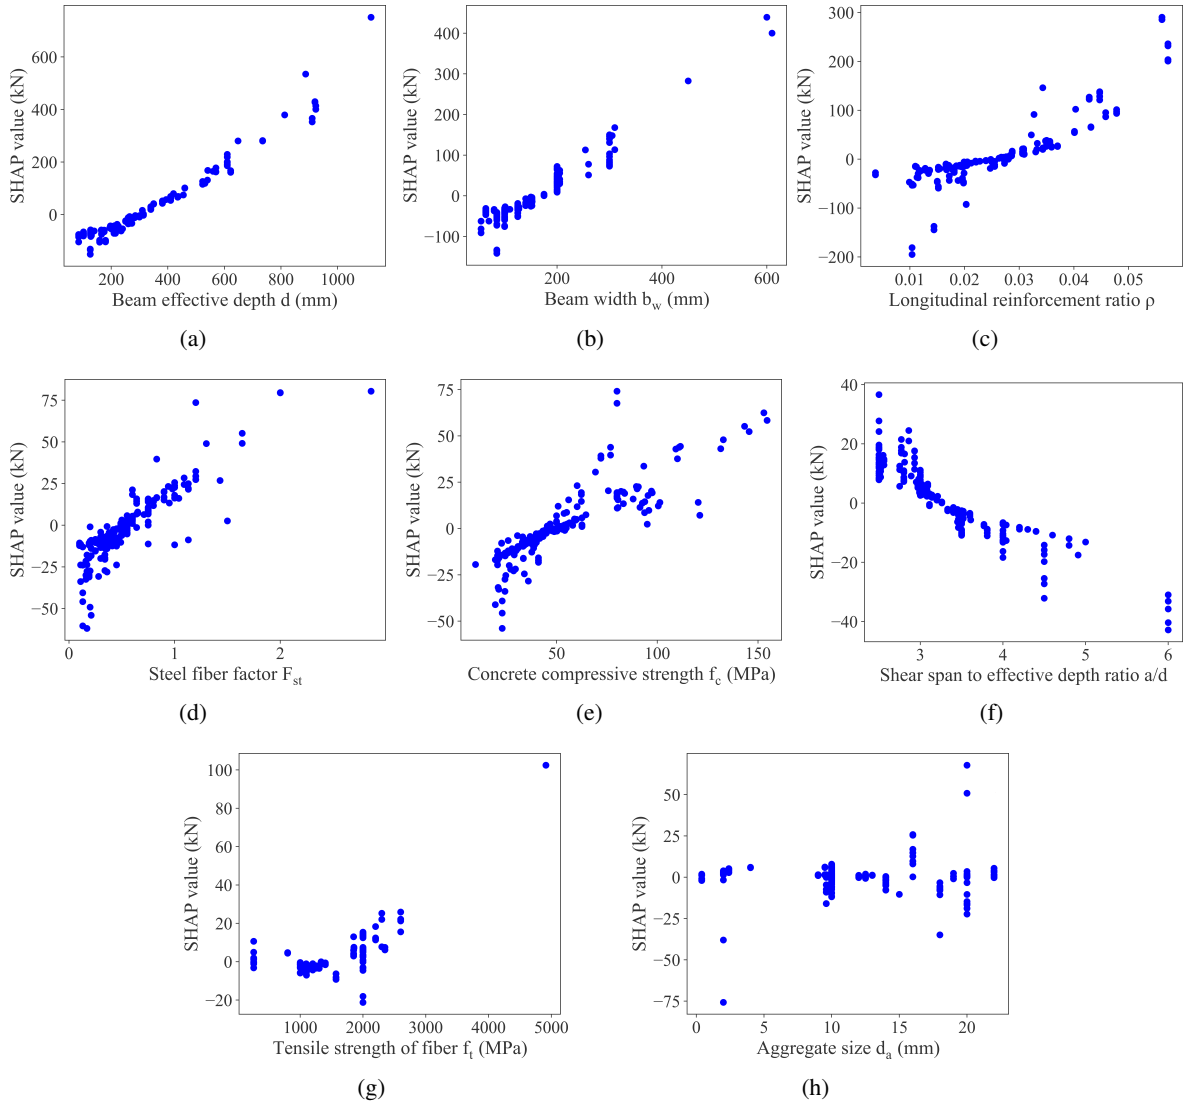 600
400
200
0
SHAP value (kN)
200 400 600 800 1000
Beam effective depth d (mm)
(a)
400
300
200
100
0
−100
SHAP value (kN)
200 400 600
Beam width b_w (mm)
(b)
300
200
100
0
−100
−200
SHAP value (kN)
0.01 0.02 0.03 0.04 0.05
Longitudinal reinforcement ratio ρ
(c)
75
50
25
0
−25
−50
SHAP value (kN)
0 1 2
Steel fiber factor F_st
(d)
75
50
25
0
−25
−50
SHAP value (kN)
50 100 150
Concrete compressive strength f_c (MPa)
(e)
40
20
0
−20
−40
SHAP value (kN)
3 4 5 6
Shear span to effective depth ratio a/d
(f)
100
80
60
40
20
0
−20
SHAP value (kN)
1000 2000 3000 4000 5000
Tensile strength of fiber f_t (MPa)
(g)
50
25
0
−25
−50
−75
SHAP value (kN)
0 5 10 15 20
Aggregate size d_a (mm)
(h)